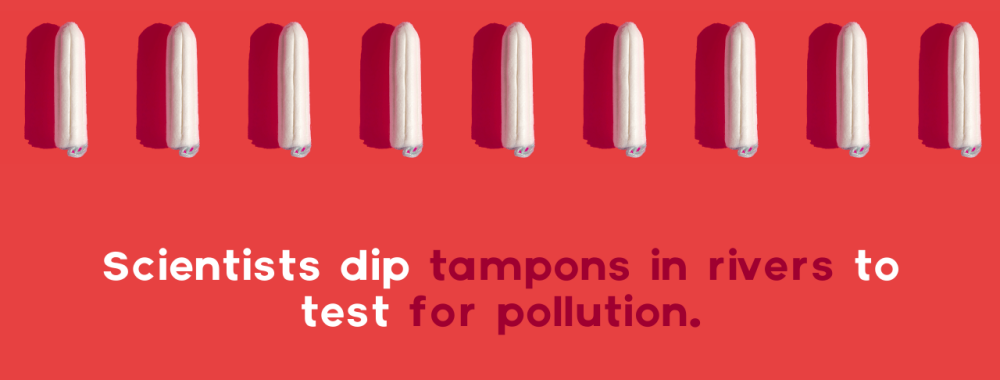 Scientists dip tampons in rivers to
test for pollution.